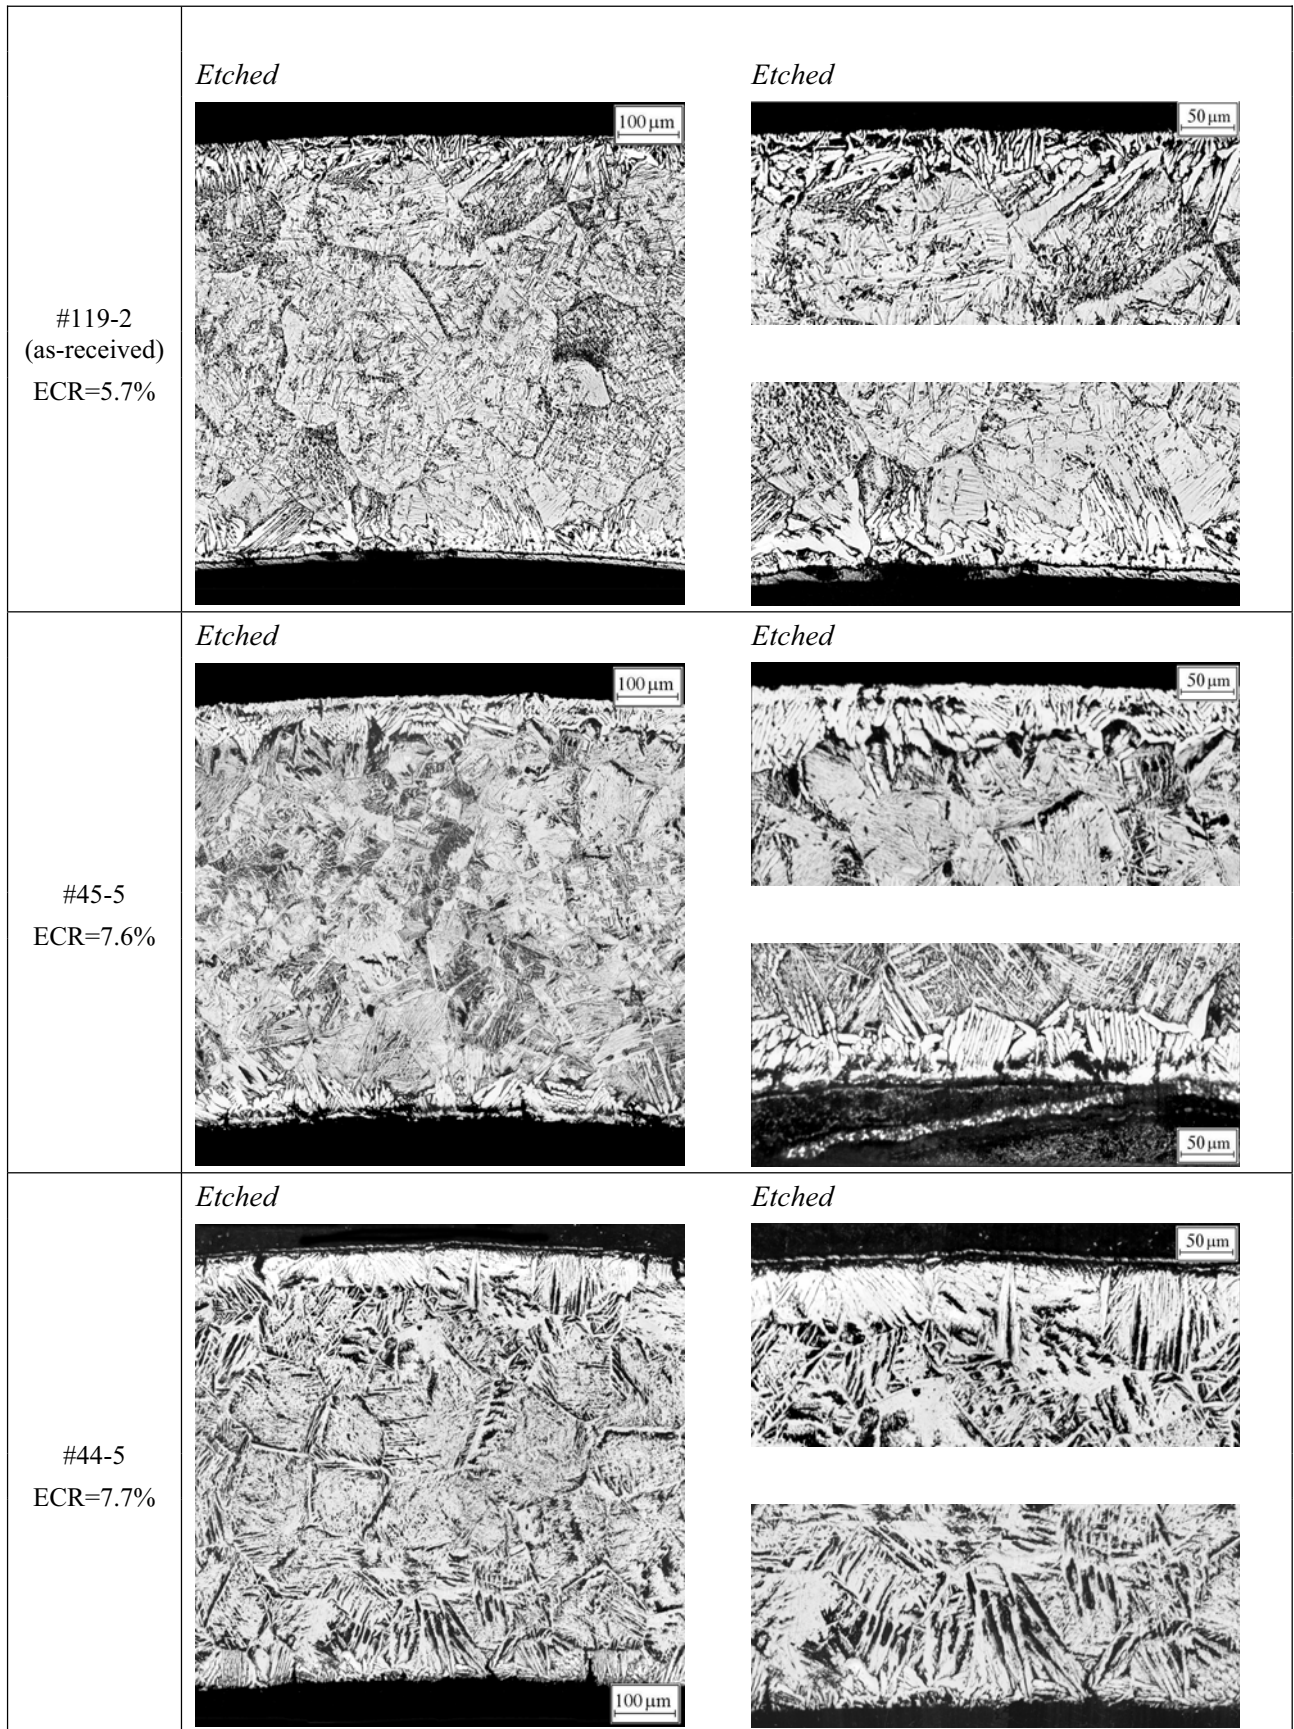 Etched Etched
100 μm 50 μm
#119-2
(as-received)
ECR=5.7%
Etched Etched
100 μm 50 μm
#45-5
ECR=7.6%
50 μm
Etched Etched
50 μm
#44-5
ECR=7.7%
100 μm